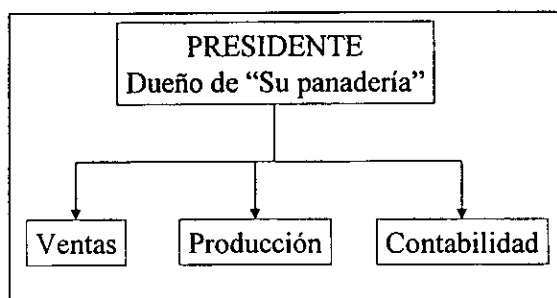 PRESIDENTE
Dueño de “Su panadería”
Ventas
Producción
Contabilidad